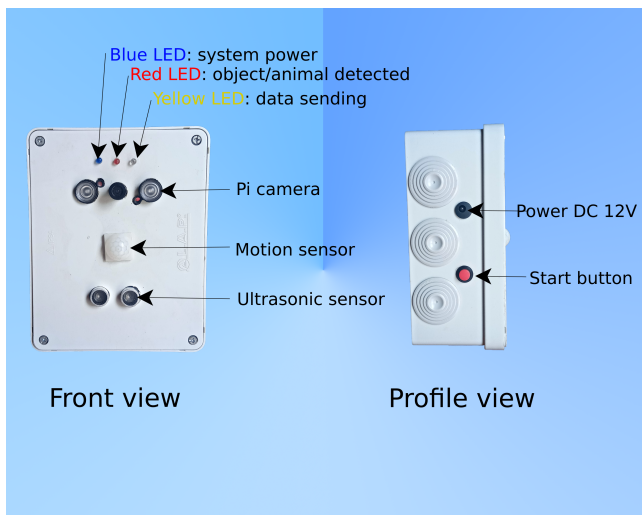 Blue LED: system power
Red LED: object/animal detected
Yellow LED: data sending
Pi camera
Motion sensor
Ultrasonic sensor
Front view
Power DC 12V
Start button
Profile view